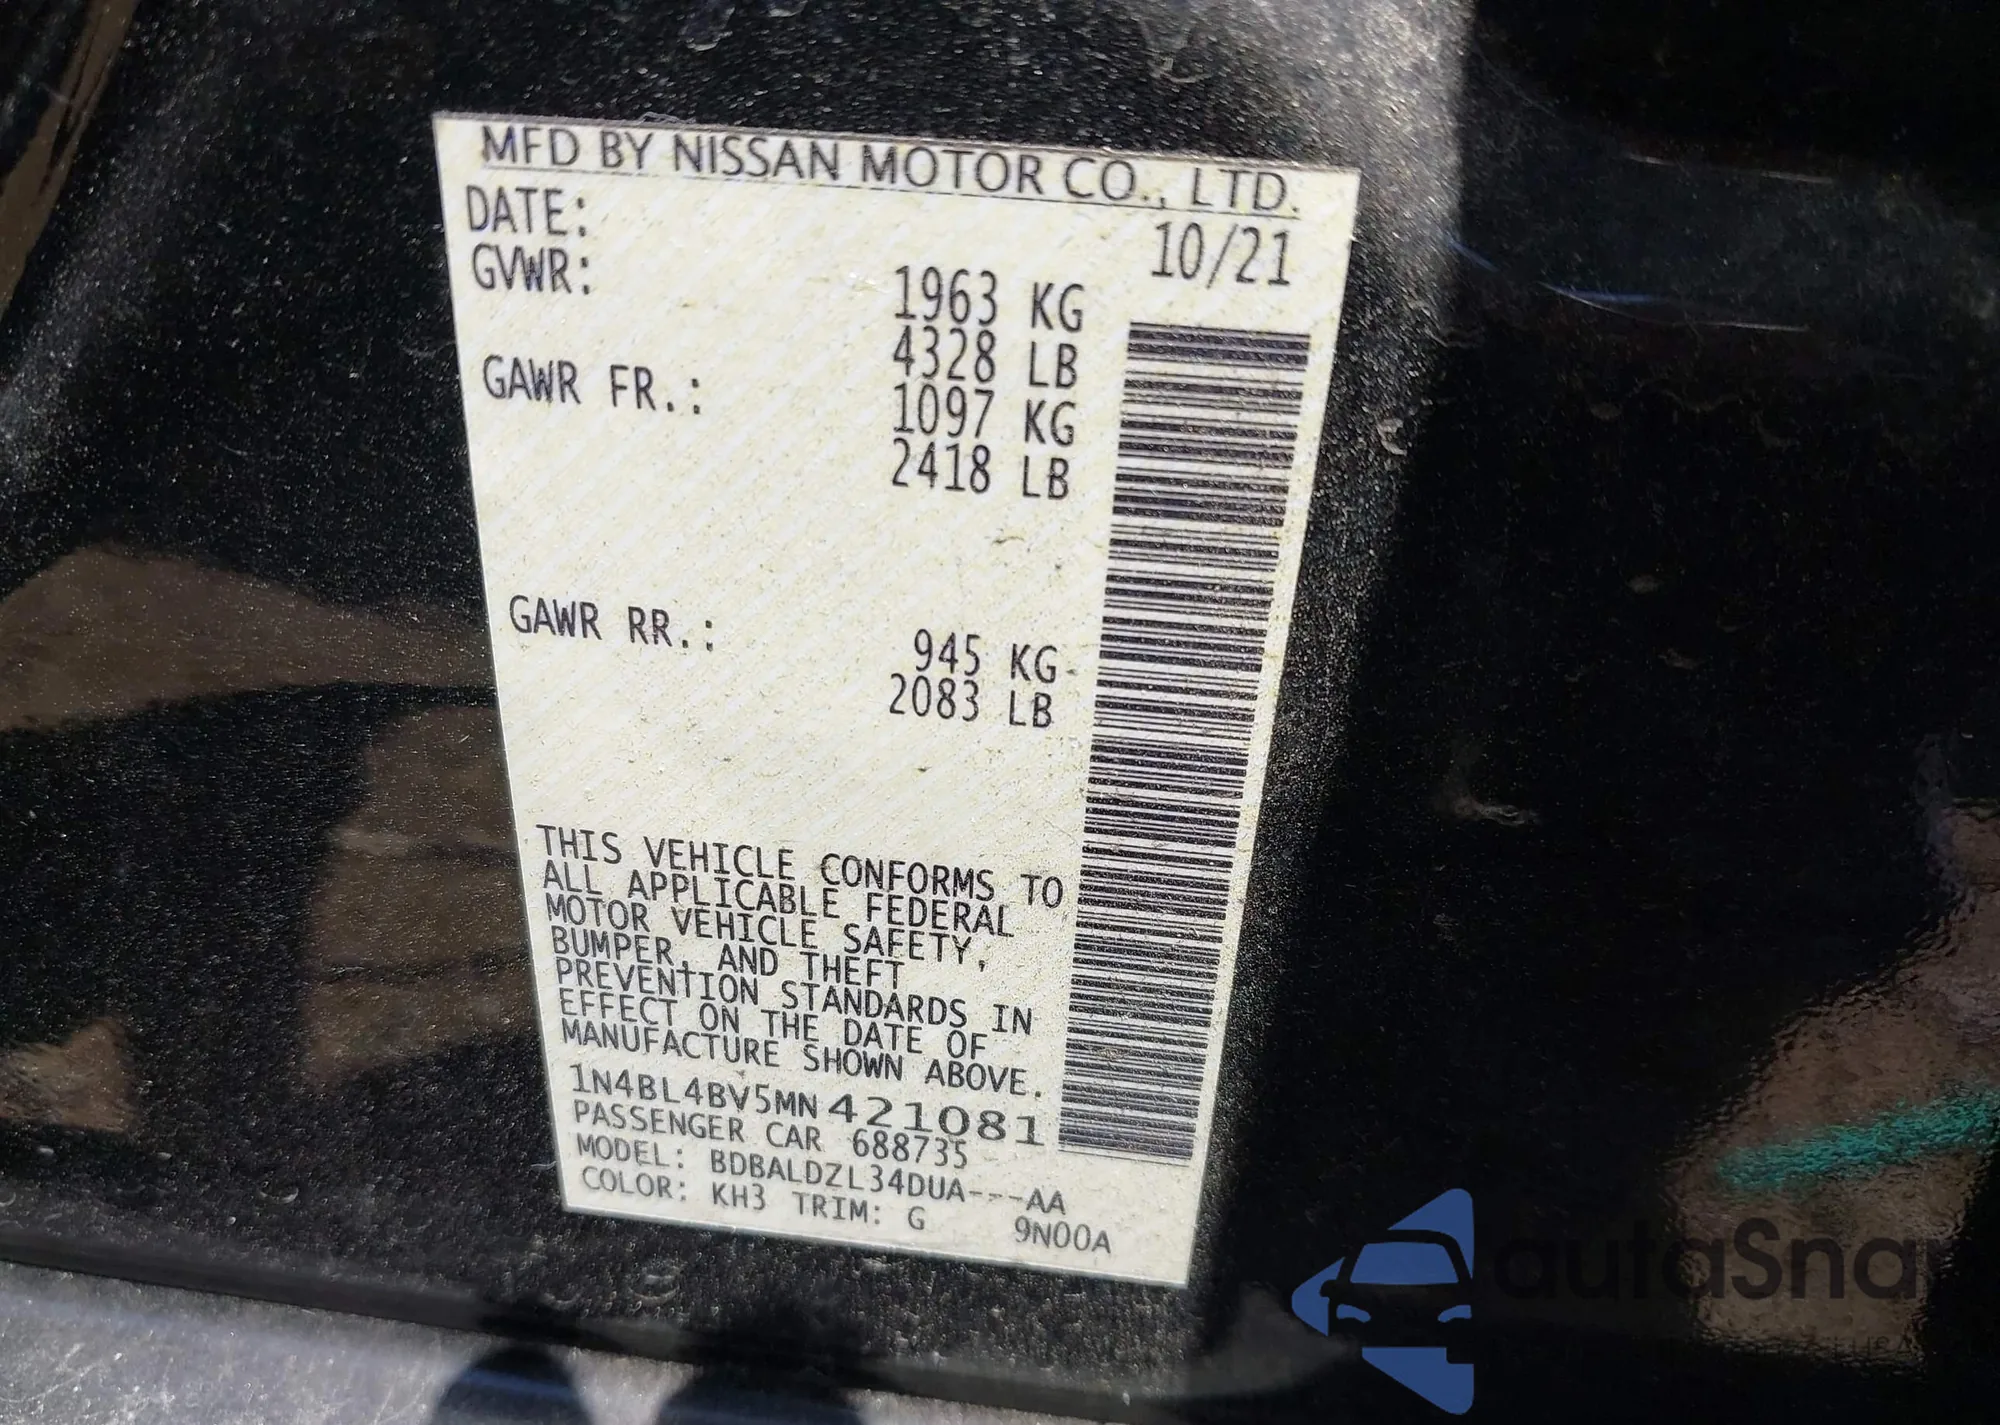 MFD BY NISSAN MOTOR CO., LTD.
DATE: 10/21
GVWR: 1963 KG
4328 LB
GAWR FR.: 1097 KG
2418 LB
GAWR RR.: 945 KG
2083 LB
THIS VEHICLE CONFORMS TO
ALL APPLICABLE FEDERAL
MOTOR VEHICLE SAFETY,
BUMPER, AND THEFT
PREVENTION STANDARDS IN
EFFECT ON THE DATE OF
MANUFACTURE SHOWN ABOVE.
1N4BL4BV5MN421081
PASSENGER CAR 688735
MODEL: BDBALDZL34DUA---AA
COLOR: KH3 TRIM: G 9N00A
autaSna